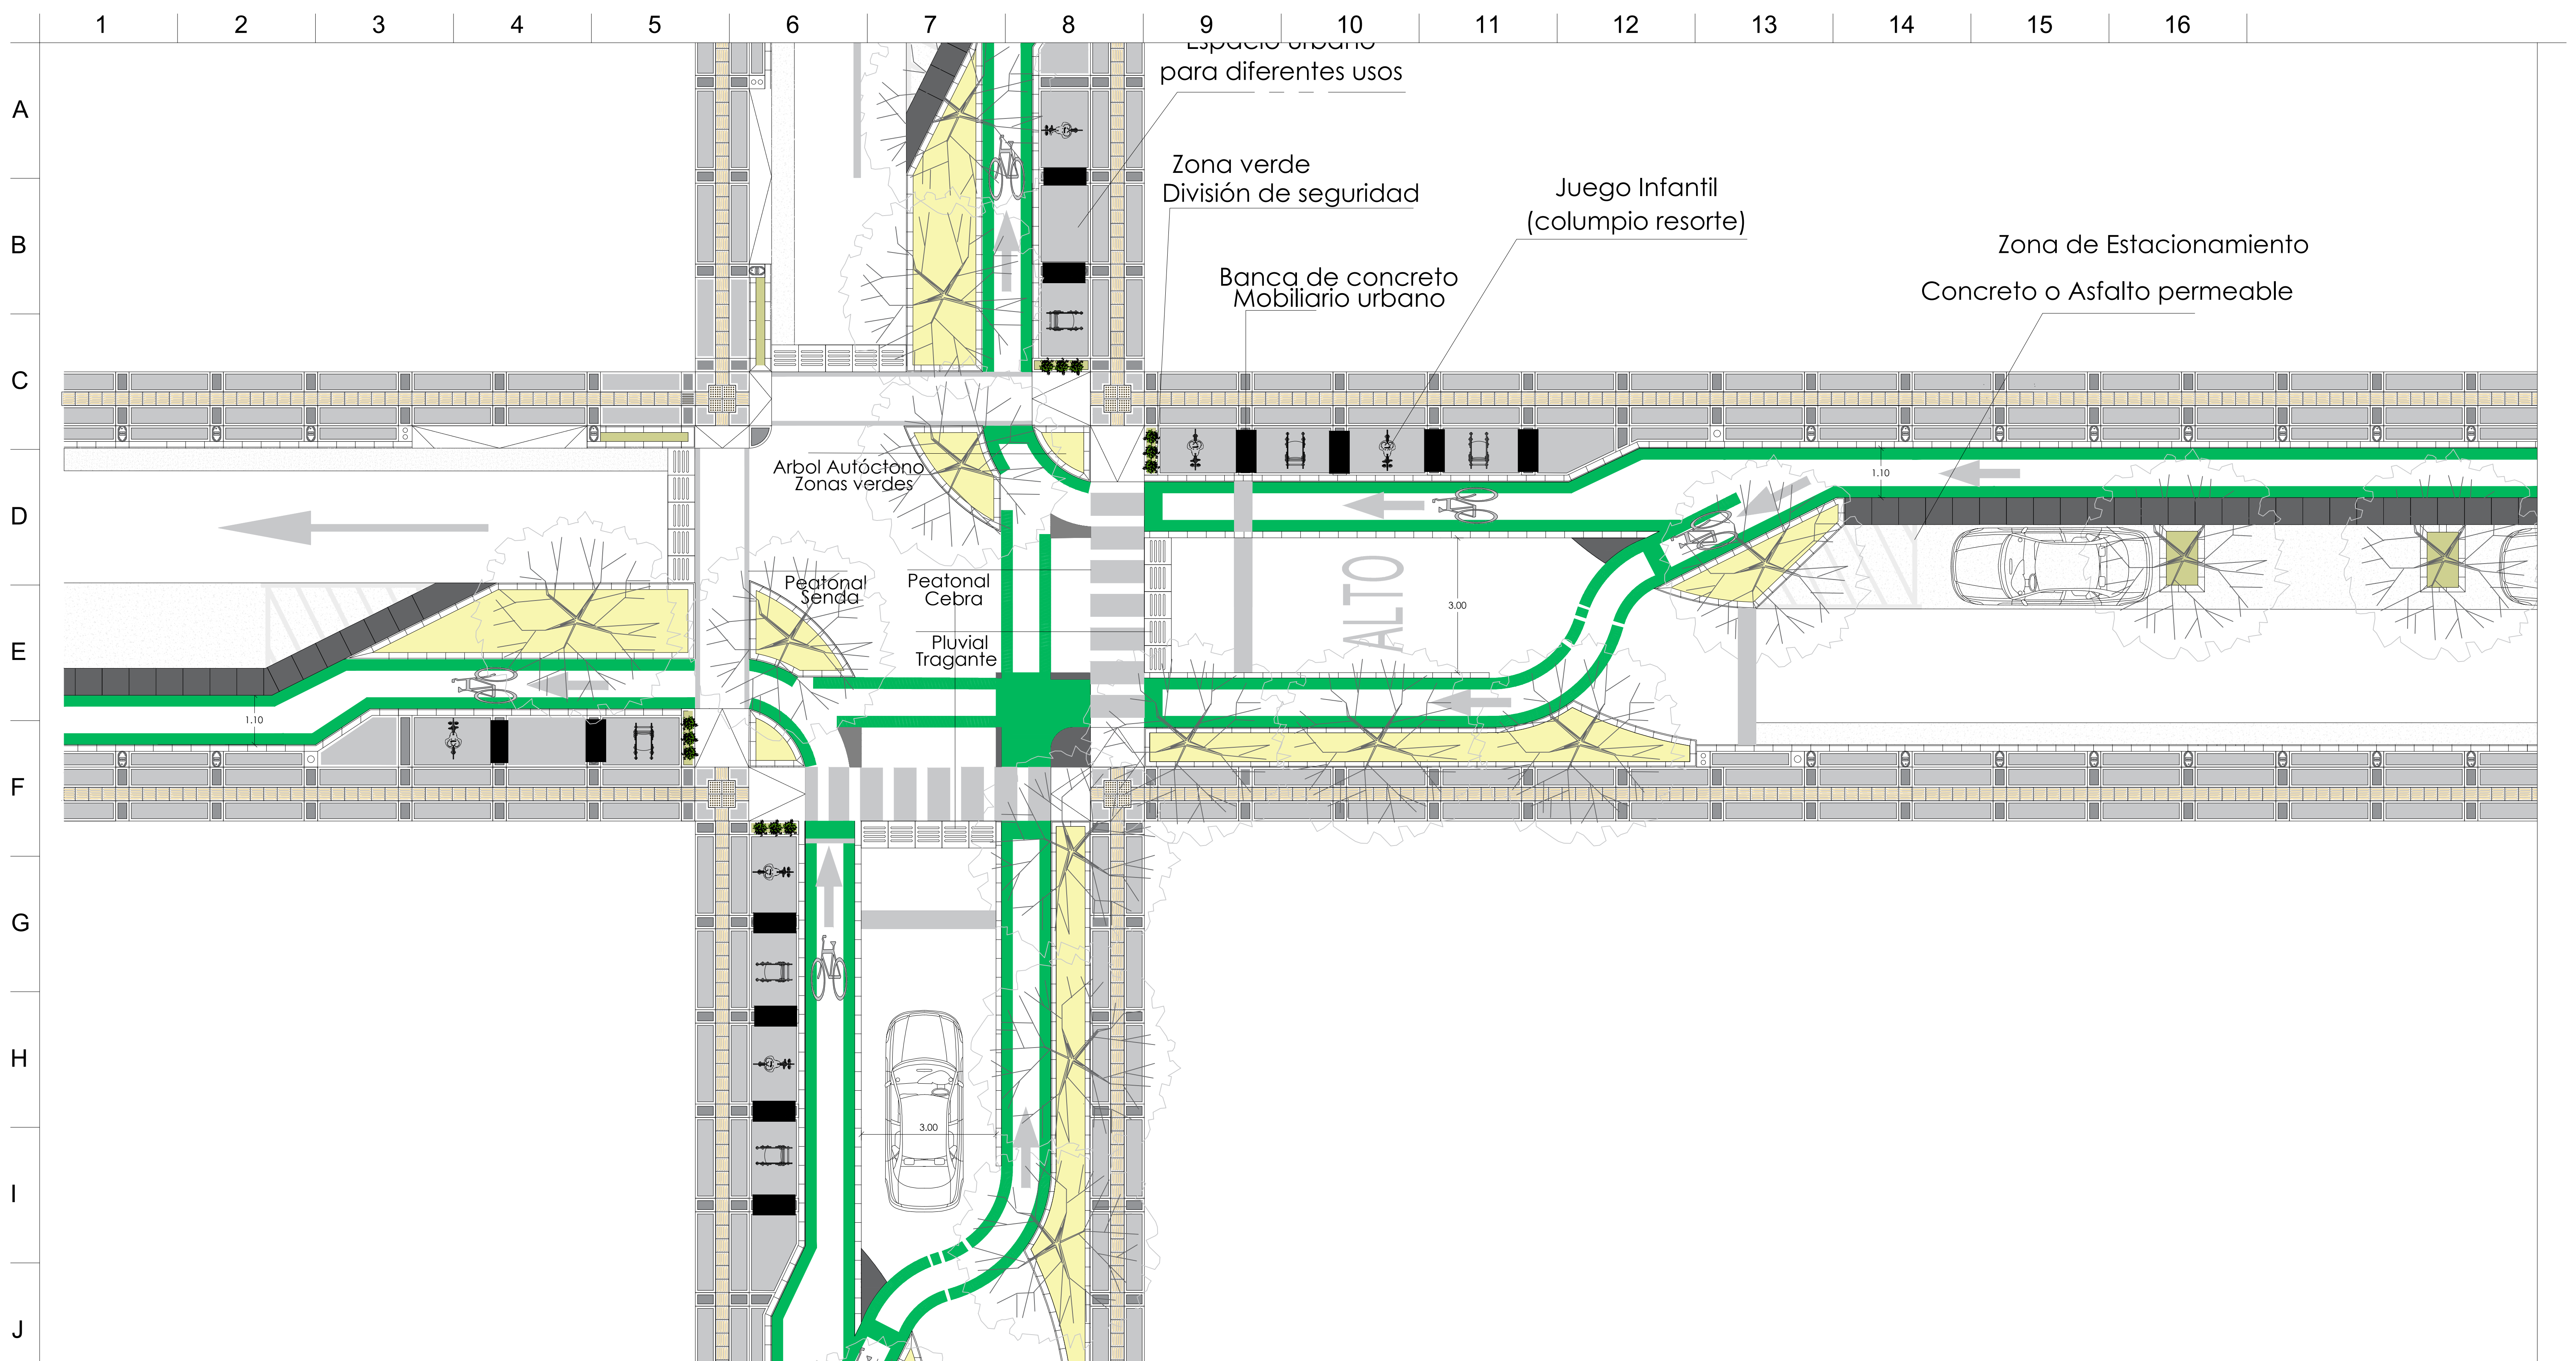 1 2 3 4 5 6 7 8 9 10 11 12 13 14 15 16
Espacio urbano
para diferentes usos
A
Zona verde
División de seguridad
Juego Infantil
(columpio resorte)
B
Zona de Estacionamiento
Concreto o Asfalto permeable
Banca de concreto
Mobiliario urbano
C
Arbol Autóctono
Zonas verdes
1.10
D
ALTO
Peatonal
Senda
Peatonal
Cebra
3.00
E
Pluvial
Tragante
1.10
F
G
H
3.00
I
J